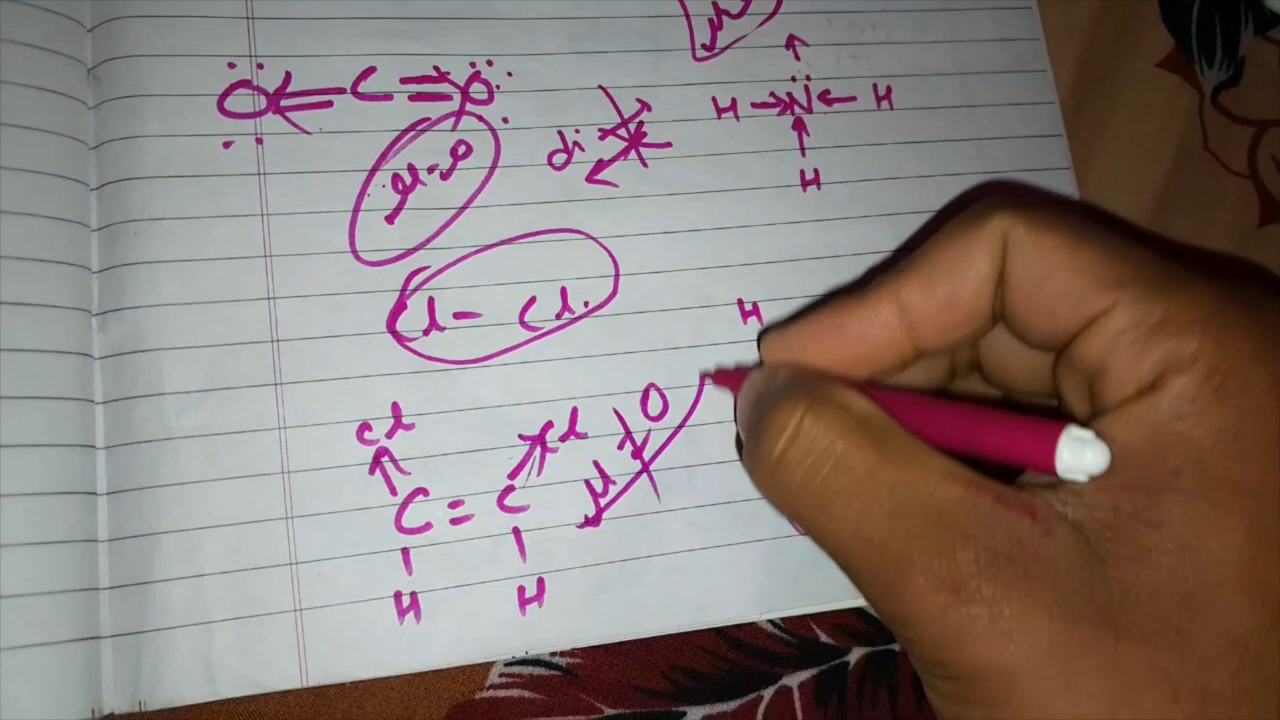 μ
:Ö ⇐ C ⇒ Ö:
H → N̈ ← H
H
μ=0
di
Cl - Cl.
H
Cl Cl
μ ≠ 0
C = C
H H